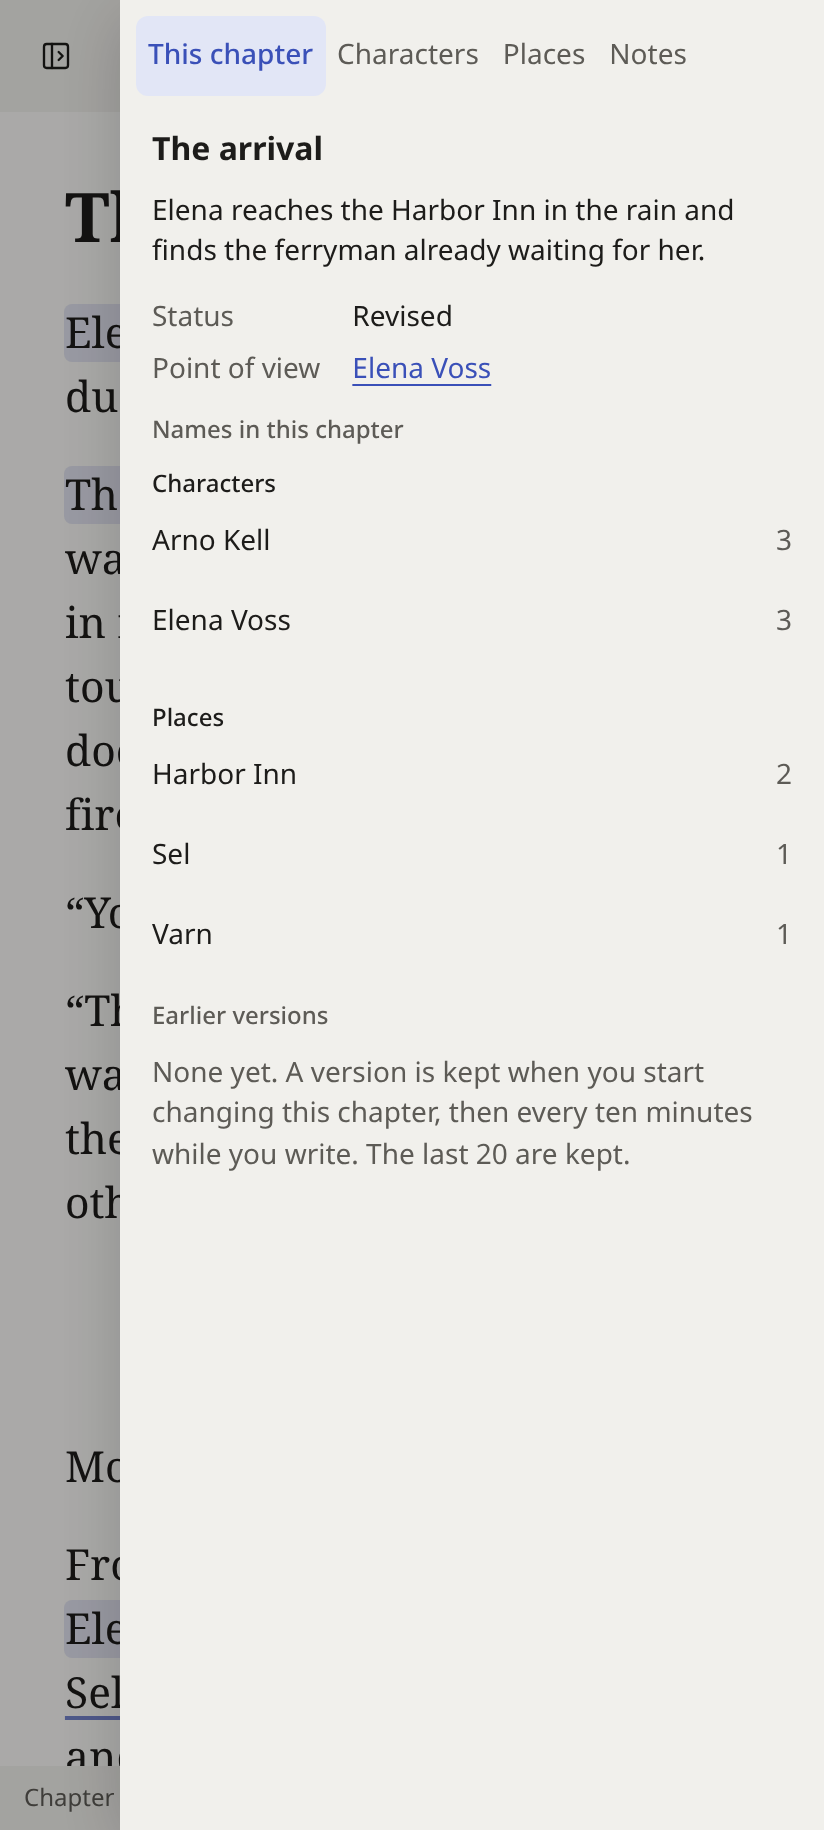 This chapter Characters Places Notes
The arrival
Elena reaches the Harbor Inn in the rain and
finds the ferryman already waiting for her.
Status Revised
Point of view Elena Voss
Names in this chapter
Characters
Arno Kell 3
Elena Voss 3
Places
Harbor Inn 2
Sel 1
Varn 1
Earlier versions
None yet. A version is kept when you start
changing this chapter, then every ten minutes
while you write. The last 20 are kept.
Chapter